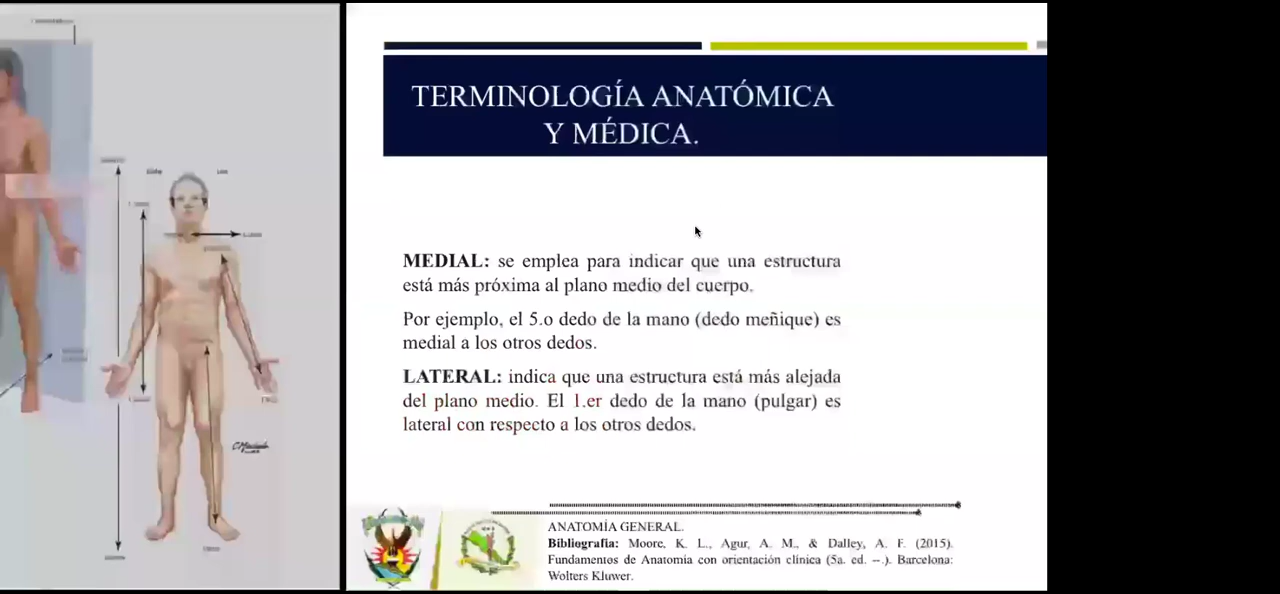 TERMINOLOGÍA ANATÓMICA
Y MÉDICA.
MEDIAL: se emplea para indicar que una estructura
está más próxima al plano medio del cuerpo.
Por ejemplo, el 5.o dedo de la mano (dedo meñique) es
medial a los otros dedos.
LATERAL: indica que una estructura está más alejada
del plano medio. El 1.er dedo de la mano (pulgar) es
lateral con respecto a los otros dedos.
ANATOMÍA GENERAL.
Bibliografia: Moore, K. L., Agur, A. M., & Dalley, A. F. (2015).
Fundamentos de Anatomia con orientación clínica (5a. ed. --.). Barcelona:
Wolters Kluwer.